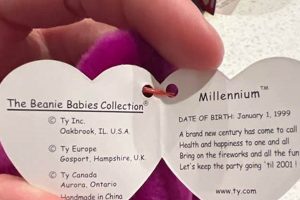 The Beanie Babies Collection®
© Ty Inc.
Oakbrook, IL. U.S.A.
© Ty Europe
Gosport, Hampshire, U.K.
© Ty Canada
Aurora, Ontario
Handmade in China
Millennium™
DATE OF BIRTH: January 1, 1999
A brand new century has come to call
Health and happiness to one and all
Bring on the fireworks and all the fun
Let's keep the party going 'til 2001 !
www.ty.com